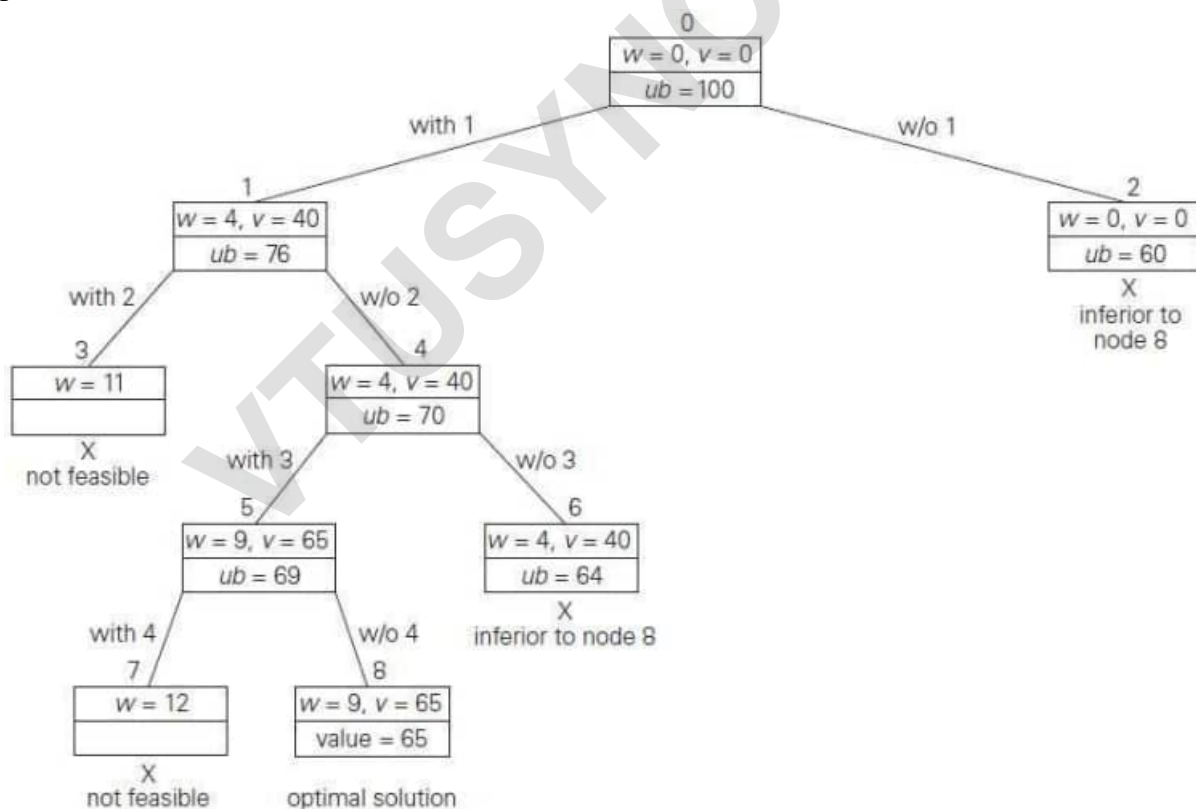 0
w = 0, v = 0
ub = 100
with 1
w/o 1
1
w = 4, v = 40
ub = 76
2
w = 0, v = 0
ub = 60
X
inferior to
node 8
with 2
w/o 2
3
w = 11
X
not feasible
4
w = 4, v = 40
ub = 70
with 3
w/o 3
5
w = 9, v = 65
ub = 69
6
w = 4, v = 40
ub = 64
X
inferior to node 8
with 4
w/o 4
7
w = 12
X
not feasible
8
w = 9, v = 65
value = 65
optimal solution
VTUSYNC